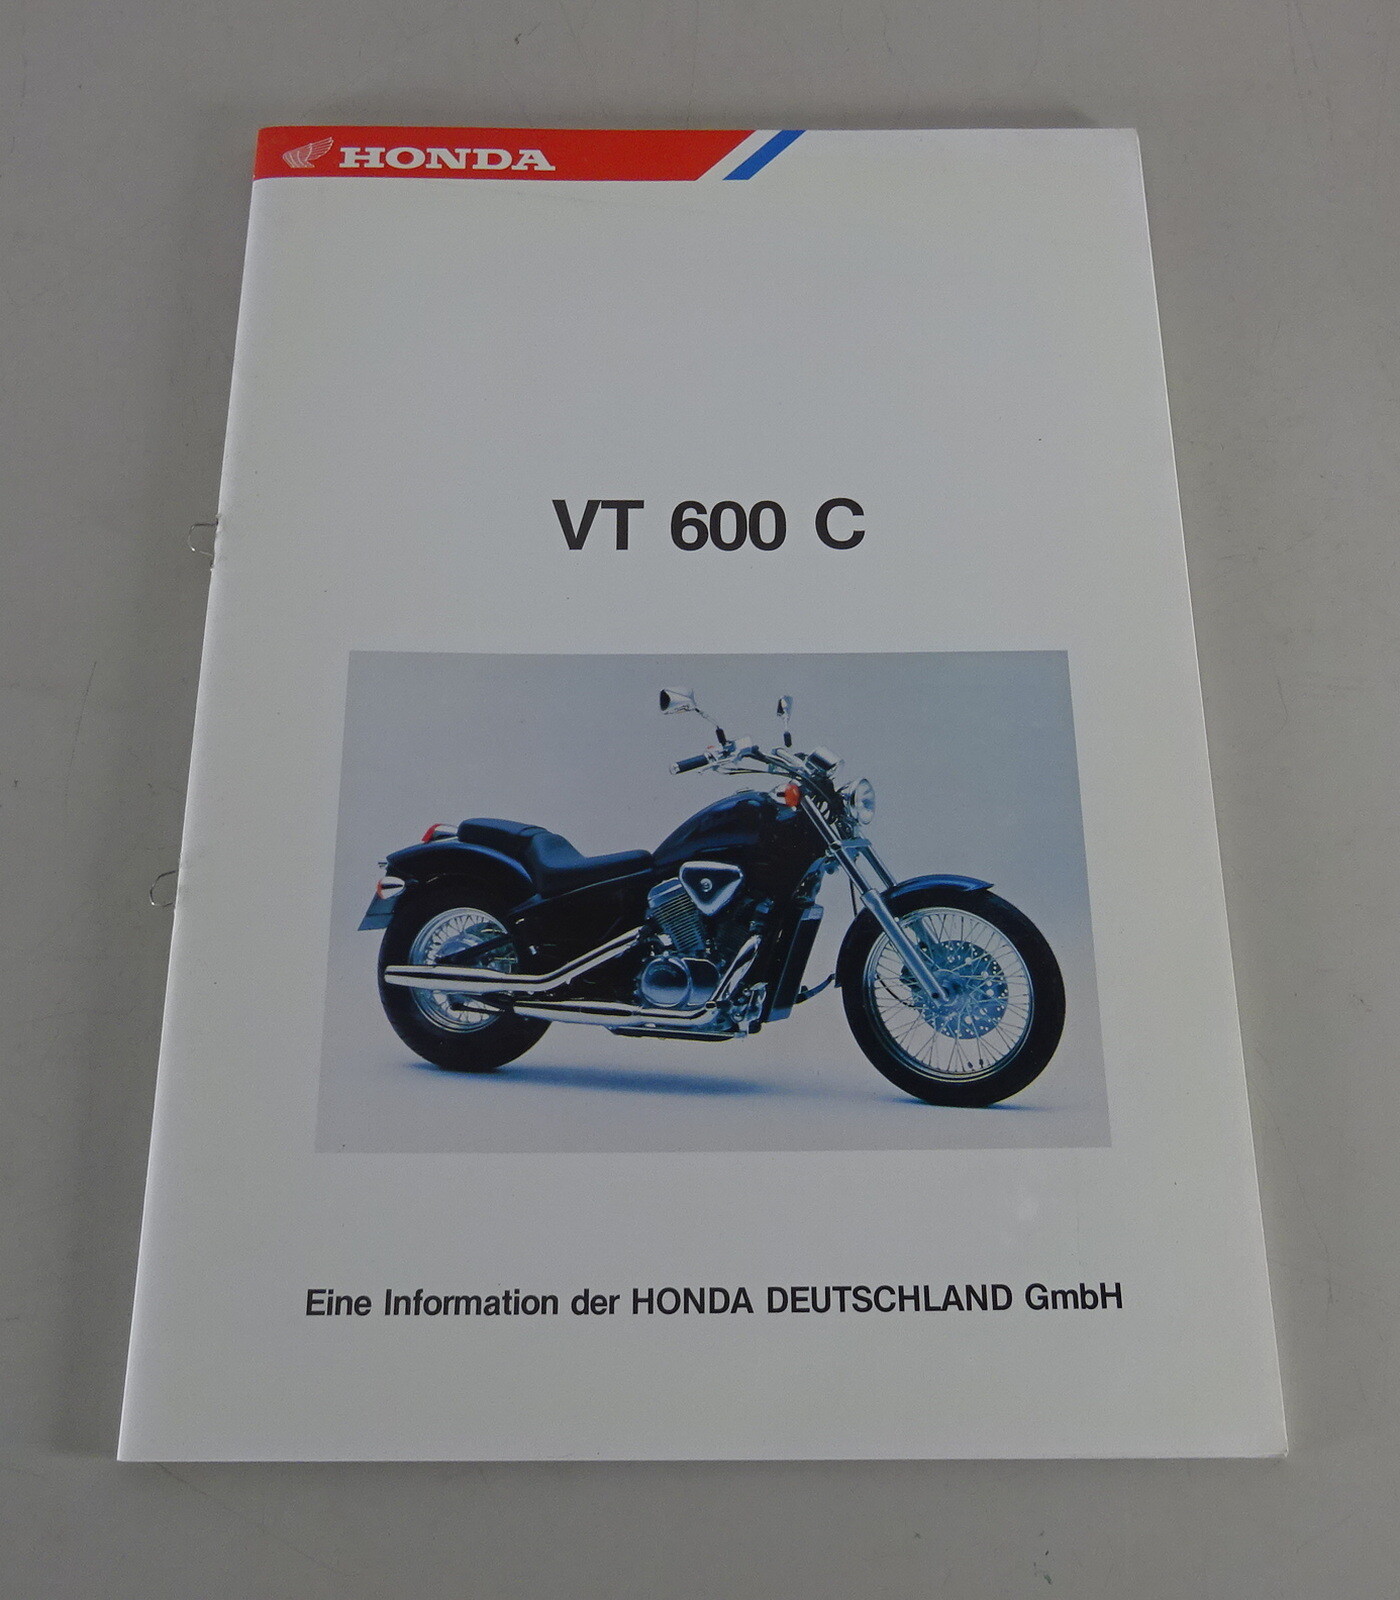 HONDA
VT 600 C
Eine Information der HONDA DEUTSCHLAND GmbH